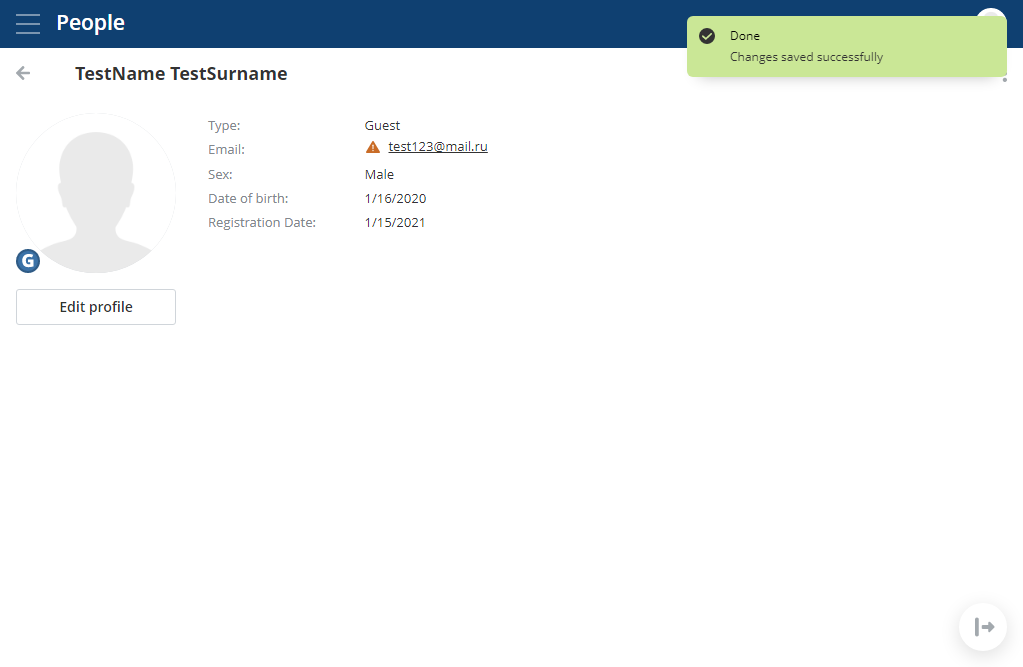 People
Done
Changes saved successfully
TestName TestSurname
Type: Guest
Email: test123@mail.ru
Sex: Male
Date of birth: 1/16/2020
Registration Date: 1/15/2021
G
Edit profile